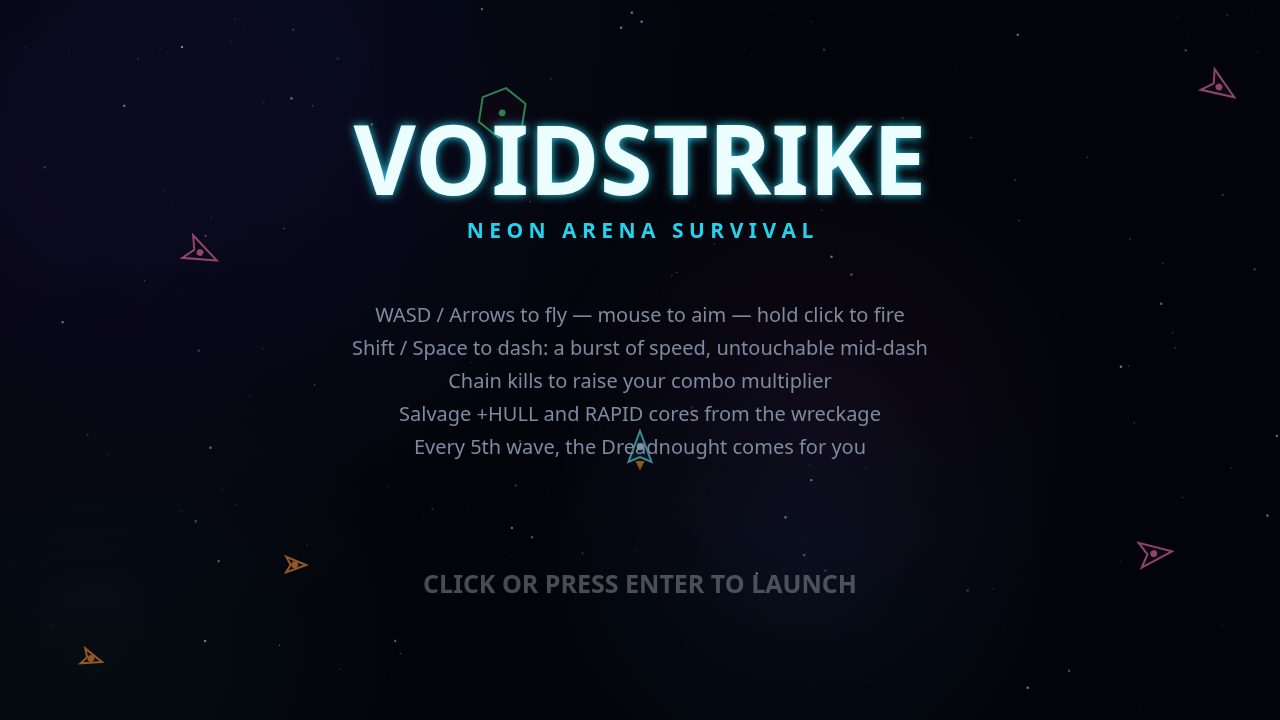 VOIDSTRIKE
NEON ARENA SURVIVAL
WASD / Arrows to fly — mouse to aim — hold click to fire
Shift / Space to dash: a burst of speed, untouchable mid-dash
Chain kills to raise your combo multiplier
Salvage +HULL and RAPID cores from the wreckage
Every 5th wave, the Dreadnought comes for you
CLICK OR PRESS ENTER TO LAUNCH